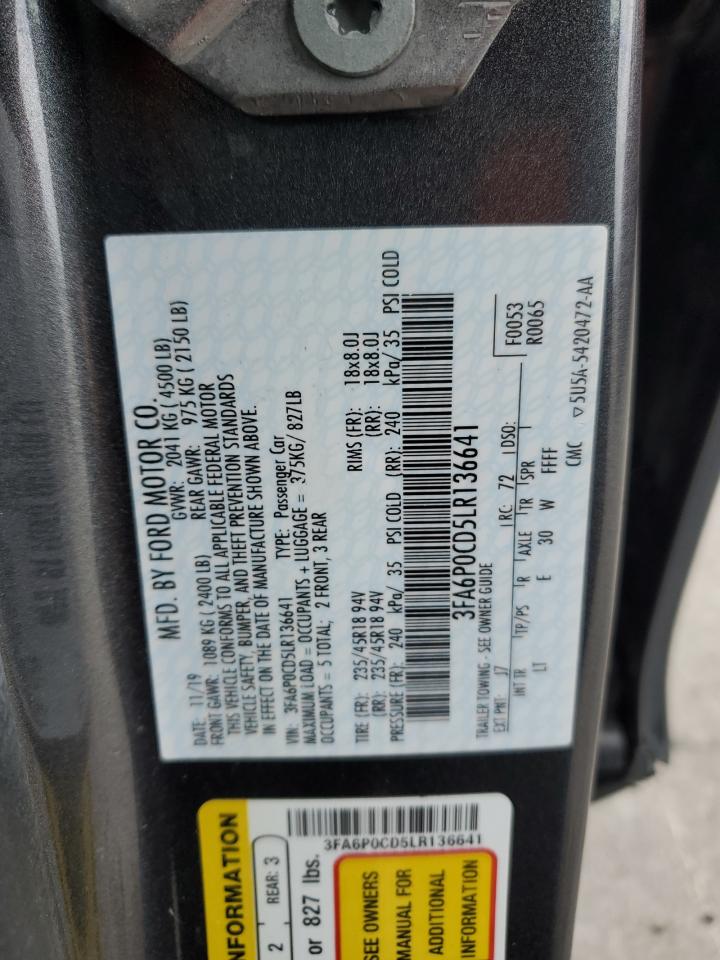 MFD. BY FORD MOTOR CO.
DATE: 11/19 GVWR: 2041 KG ( 4500 LB)
FRONT GAWR: 1089 KG ( 2400 LB) REAR GAWR: 975 KG ( 2150 LB)
THIS VEHICLE CONFORMS TO ALL APPLICABLE FEDERAL MOTOR
VEHICLE SAFETY, BUMPER, AND THEFT PREVENTION STANDARDS
IN EFFECT ON THE DATE OF MANUFACTURE SHOWN ABOVE.
VIN: 3FA6P0CD5LR136641 TYPE: Passenger Car
MAXIMUM LOAD = OCCUPANTS + LUGGAGE = 375KG/ 827LB
OCCUPANTS = 5 TOTAL; 2 FRONT, 3 REAR
TIRE (FR): 235/45R18 94V RIMS (FR): 18x8.0J
(RR): 235/45R18 94V (RR): 18x8.0J
PRESSURE (FR): 240 kPa/ 35 PSI COLD (RR): 240 kPa/ 35 PSI COLD
3FA6P0CD5LR136641
TRAILER TOWING - SEE OWNER GUIDE
EXT PNT: J7 RC: 72 DSO: F0053
R0065
INT TR TP/PS R AXLE TR SPR
LT E 30 W FFFF
CMC ▽5U5A-5420472-AA
NFORMATION
2 REAR: 3
or 827 lbs.
3FA6P0CD5LR136641
SEE OWNERS
MANUAL FOR
ADDITIONAL
INFORMATION